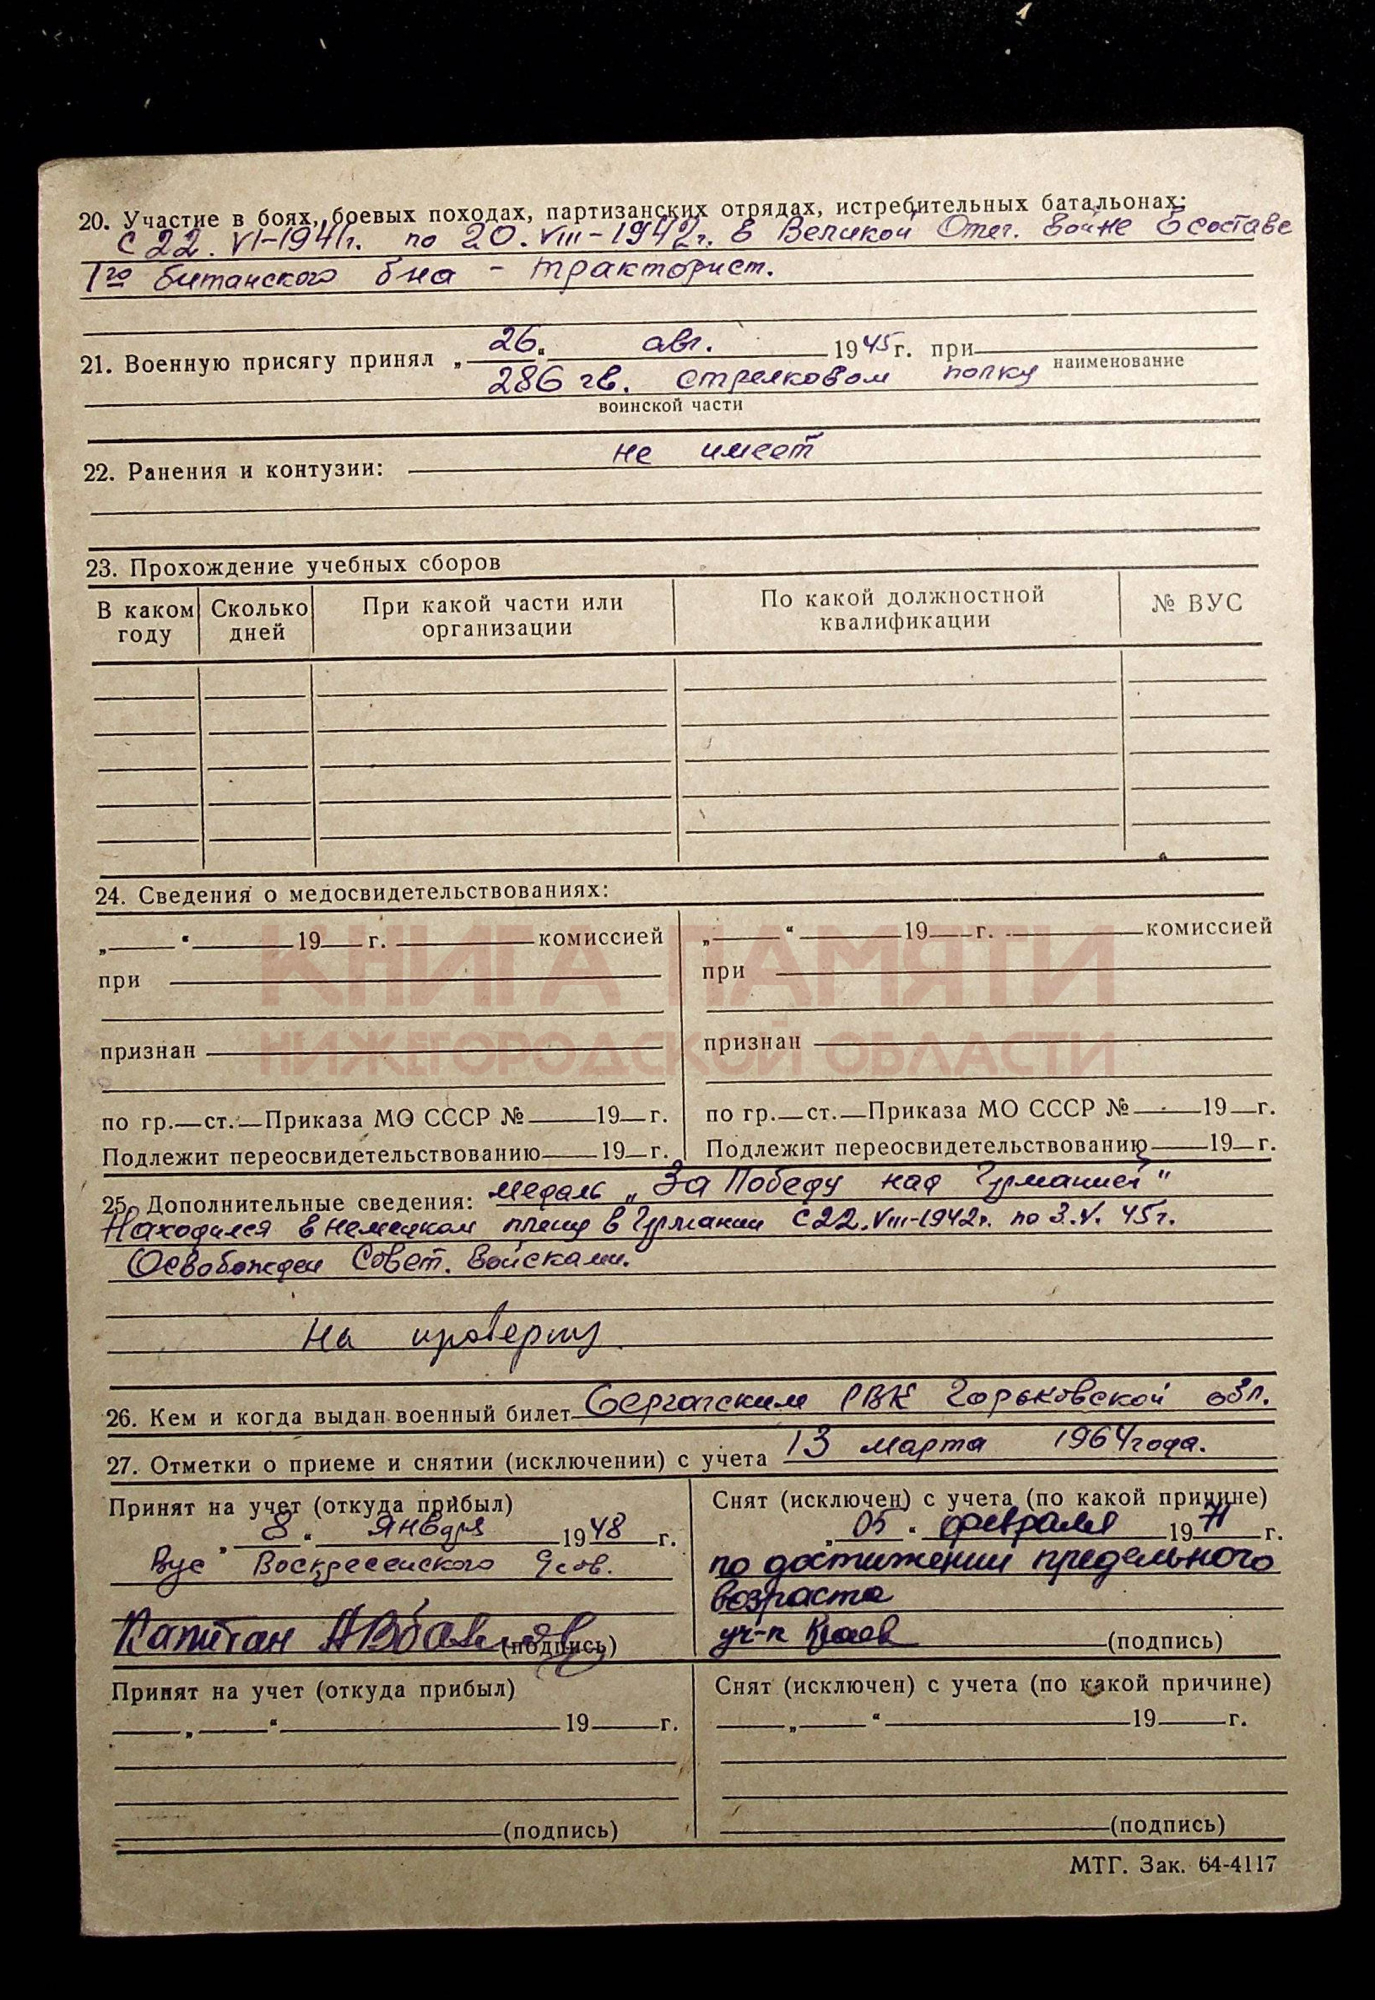 20. Участие в боях, боевых походах, партизанских отрядах, истребительных батальонах:
с 22.VI-1941г. по 20.VIII-1942г. в Великой Отеч. войне в составе
1го битанского б-на - тракторист.
21. Военную присягу принял „26“ авг. 1945 г. при
наименование
286 гв. стрелковом полку
воинской части
22. Ранения и контузии: не имеет
23. Прохождение учебных сборов
В каком году Сколько дней При какой части или организации По какой должностной квалификации № ВУС
24. Сведения о медосвидетельствованиях:
„ “ 19 г. комиссией „ “ 19 г. комиссией
при при
КНИГА ПАМЯТИ
НИЖЕГОРОДСКОЙ ОБЛАСТИ
признан признан
по гр. ст. Приказа МО СССР № 19 г. по гр. ст. Приказа МО СССР № 19 г.
Подлежит переосвидетельствованию 19 г. Подлежит переосвидетельствованию 19 г.
25. Дополнительные сведения: медаль „За Победу над Германией"
Находился в немецком плену в Германии с 22.VIII-1942г. по 3.V.45г.
Освобожден Совет. войсками.
На проверку
26. Кем и когда выдан военный билет Сергачским РВК Горьковской обл.
13 марта 1964 года.
27. Отметки о приеме и снятии (исключении) с учета
Принят на учет (откуда прибыл) Снят (исключен) с учета (по какой причине)
„8“ января 1948 г. „05“ февраля 1971 г.
Вус Воскресенского по достижении предельного
возраста
Капитан (подпись) уч-к (подпись)
Принят на учет (откуда прибыл) Снят (исключен) с учета (по какой причине)
„ “ 19 г. „ “ 19 г.
(подпись) (подпись)
МТГ. Зак. 64-4117